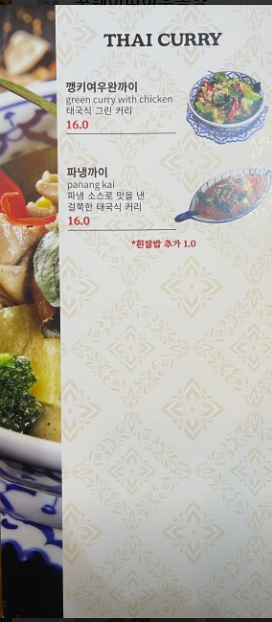 THAI CURRY
깽키여우완까이
green curry with chicken
태국식 그린 커리
16.0
파냉까이
panang kai
파냉 소스로 맛을 낸
걸쭉한 태국식 커리
16.0
*흰쌀밥 추가 1.0